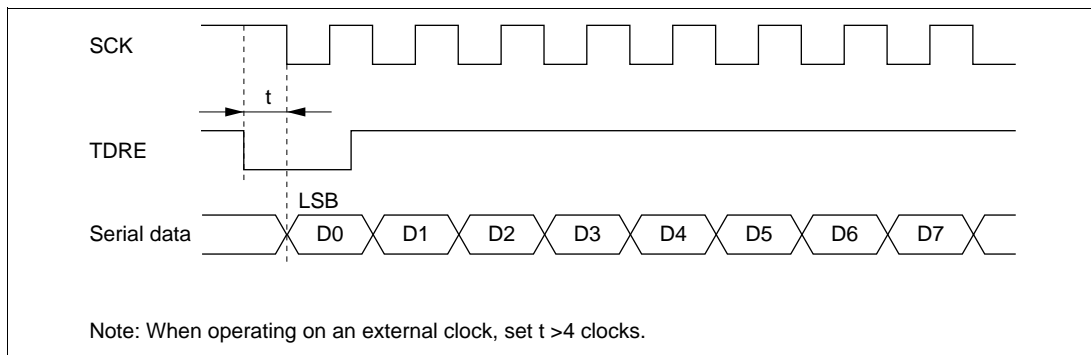 SCK
t
TDRE
LSB
Serial data D0 D1 D2 D3 D4 D5 D6 D7
Note: When operating on an external clock, set t >4 clocks.